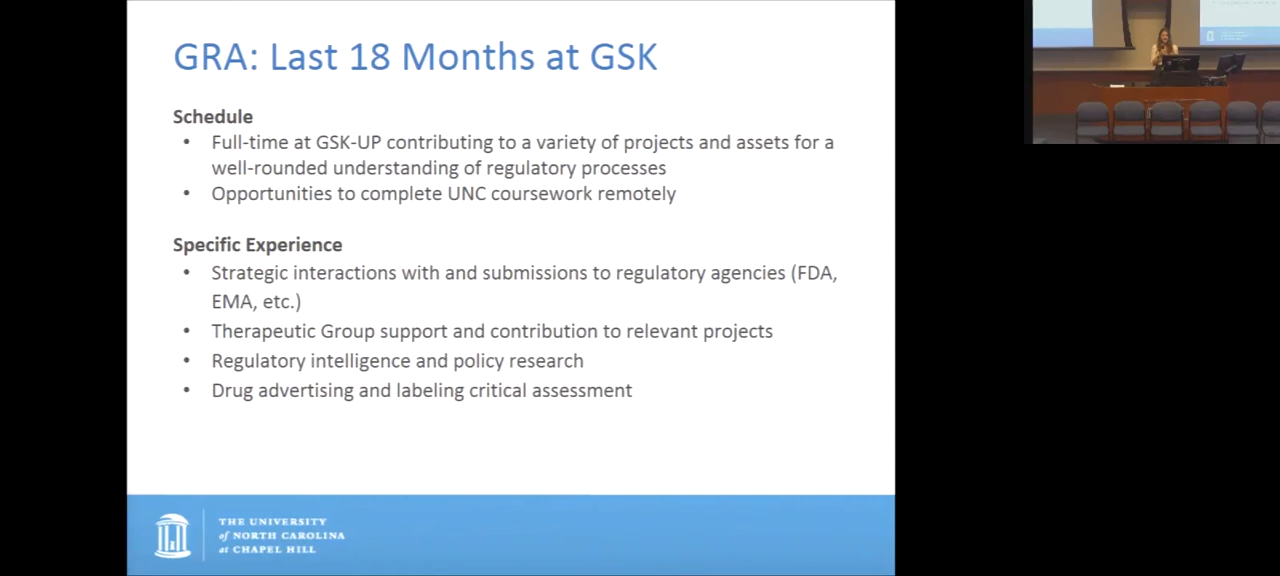 GRA: Last 18 Months at GSK
Schedule
• Full-time at GSK-UP contributing to a variety of projects and assets for a
well-rounded understanding of regulatory processes
• Opportunities to complete UNC coursework remotely
Specific Experience
• Strategic interactions with and submissions to regulatory agencies (FDA,
EMA, etc.)
• Therapeutic Group support and contribution to relevant projects
• Regulatory intelligence and policy research
• Drug advertising and labeling critical assessment
THE UNIVERSITY
of NORTH CAROLINA
at CHAPEL HILL